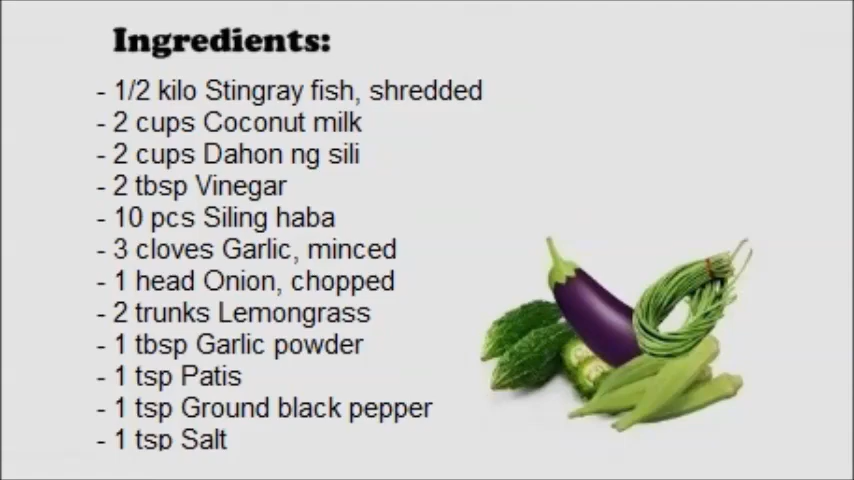 Ingredients:
- 1/2 kilo Stingray fish, shredded
- 2 cups Coconut milk
- 2 cups Dahon ng sili
- 2 tbsp Vinegar
- 10 pcs Siling haba
- 3 cloves Garlic, minced
- 1 head Onion, chopped
- 2 trunks Lemongrass
- 1 tbsp Garlic powder
- 1 tsp Patis
- 1 tsp Ground black pepper
- 1 tsp Salt